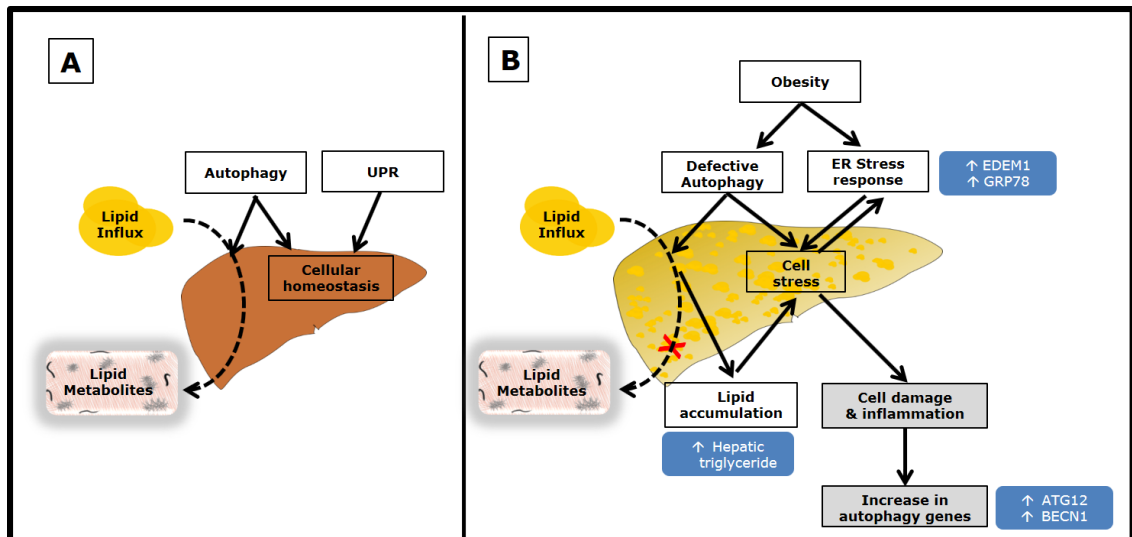 A
Autophagy
UPR
Lipid
Influx
Cellular
homeostasis
Lipid
Metabolites
B
Obesity
Defective
Autophagy
ER Stress
response
↑ EDEM1
↑ GRP78
Lipid
Influx
Cell
stress
Lipid
Metabolites
Lipid
accumulation
↑ Hepatic
triglyceride
Cell damage
& inflammation
Increase in
autophagy genes
↑ ATG12
↑ BECN1